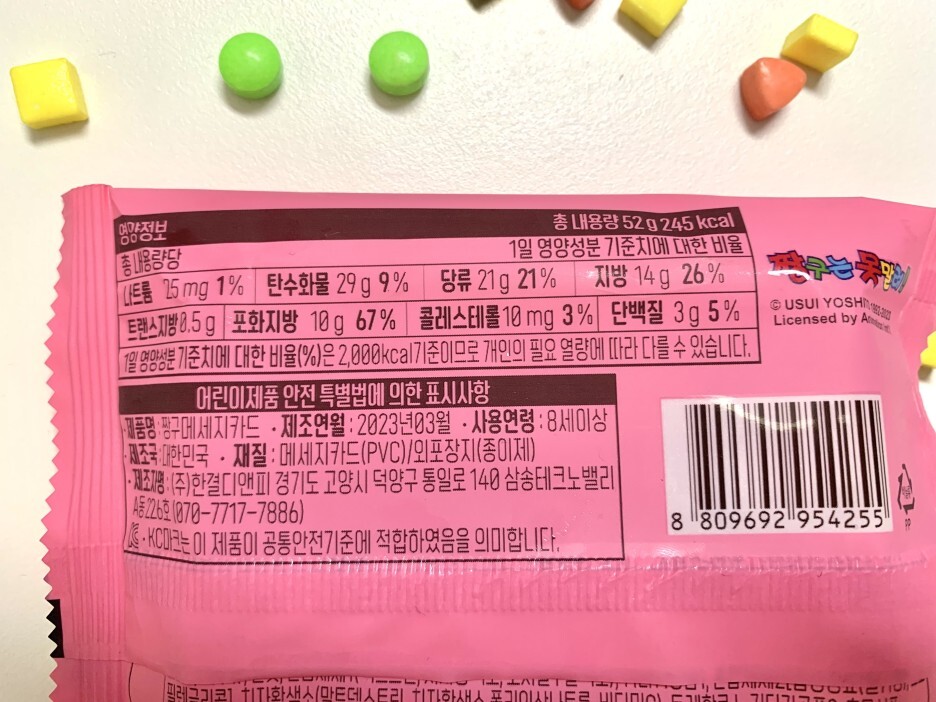 영양정보
총 내용량 52 g 245 kcal
총 내용량당
1일 영양성분 기준치에 대한 비율
나트륨 25 mg 1% 탄수화물 29 g 9% 당류 21 g 21% 지방 14 g 26%
트랜스지방 0.5 g 포화지방 10 g 67% 콜레스테롤 10 mg 3% 단백질 3 g 5%
1일 영양성분 기준치에 대한 비율(%)은 2,000kcal기준이므로 개인의 필요 열량에 따라 다를 수 있습니다.
짱구는 못말려!
© USUI YOSHITO 1993-2023
Licensed by
어린이제품 안전 특별법에 의한 표시사항
·제품명:짱구메세지카드 ·제조연월:2023년03월 ·사용연령:8세이상
·제조국:대한민국 ·재질:메세지카드(PVC)/외포장지(종이제)
·제조자명:(주)한결디앤피 경기도 고양시 덕양구 통일로 140 삼송테크노밸리
A동226호(070-7717-7886)
·KC마크는 이 제품이 공통안전기준에 적합하였음을 의미합니다.
8 809692 954255
PP